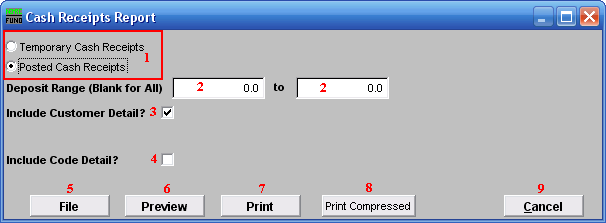 FUND Cash Receipts Report
Temporary Cash Receipts
1
Posted Cash Receipts
Deposit Range (Blank for All) 2 0.0 to 2 0.0
Include Customer Detail? 3
Include Code Detail? 4
5 6 7 8 9
File Preview Print Print Compressed Cancel